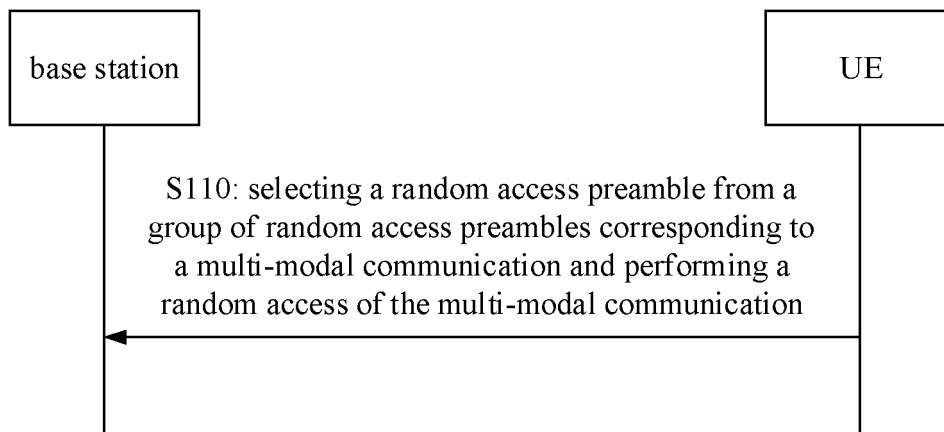 base station
UE
S110: selecting a random access preamble from a
group of random access preambles corresponding to
a multi-modal communication and performing a
random access of the multi-modal communication